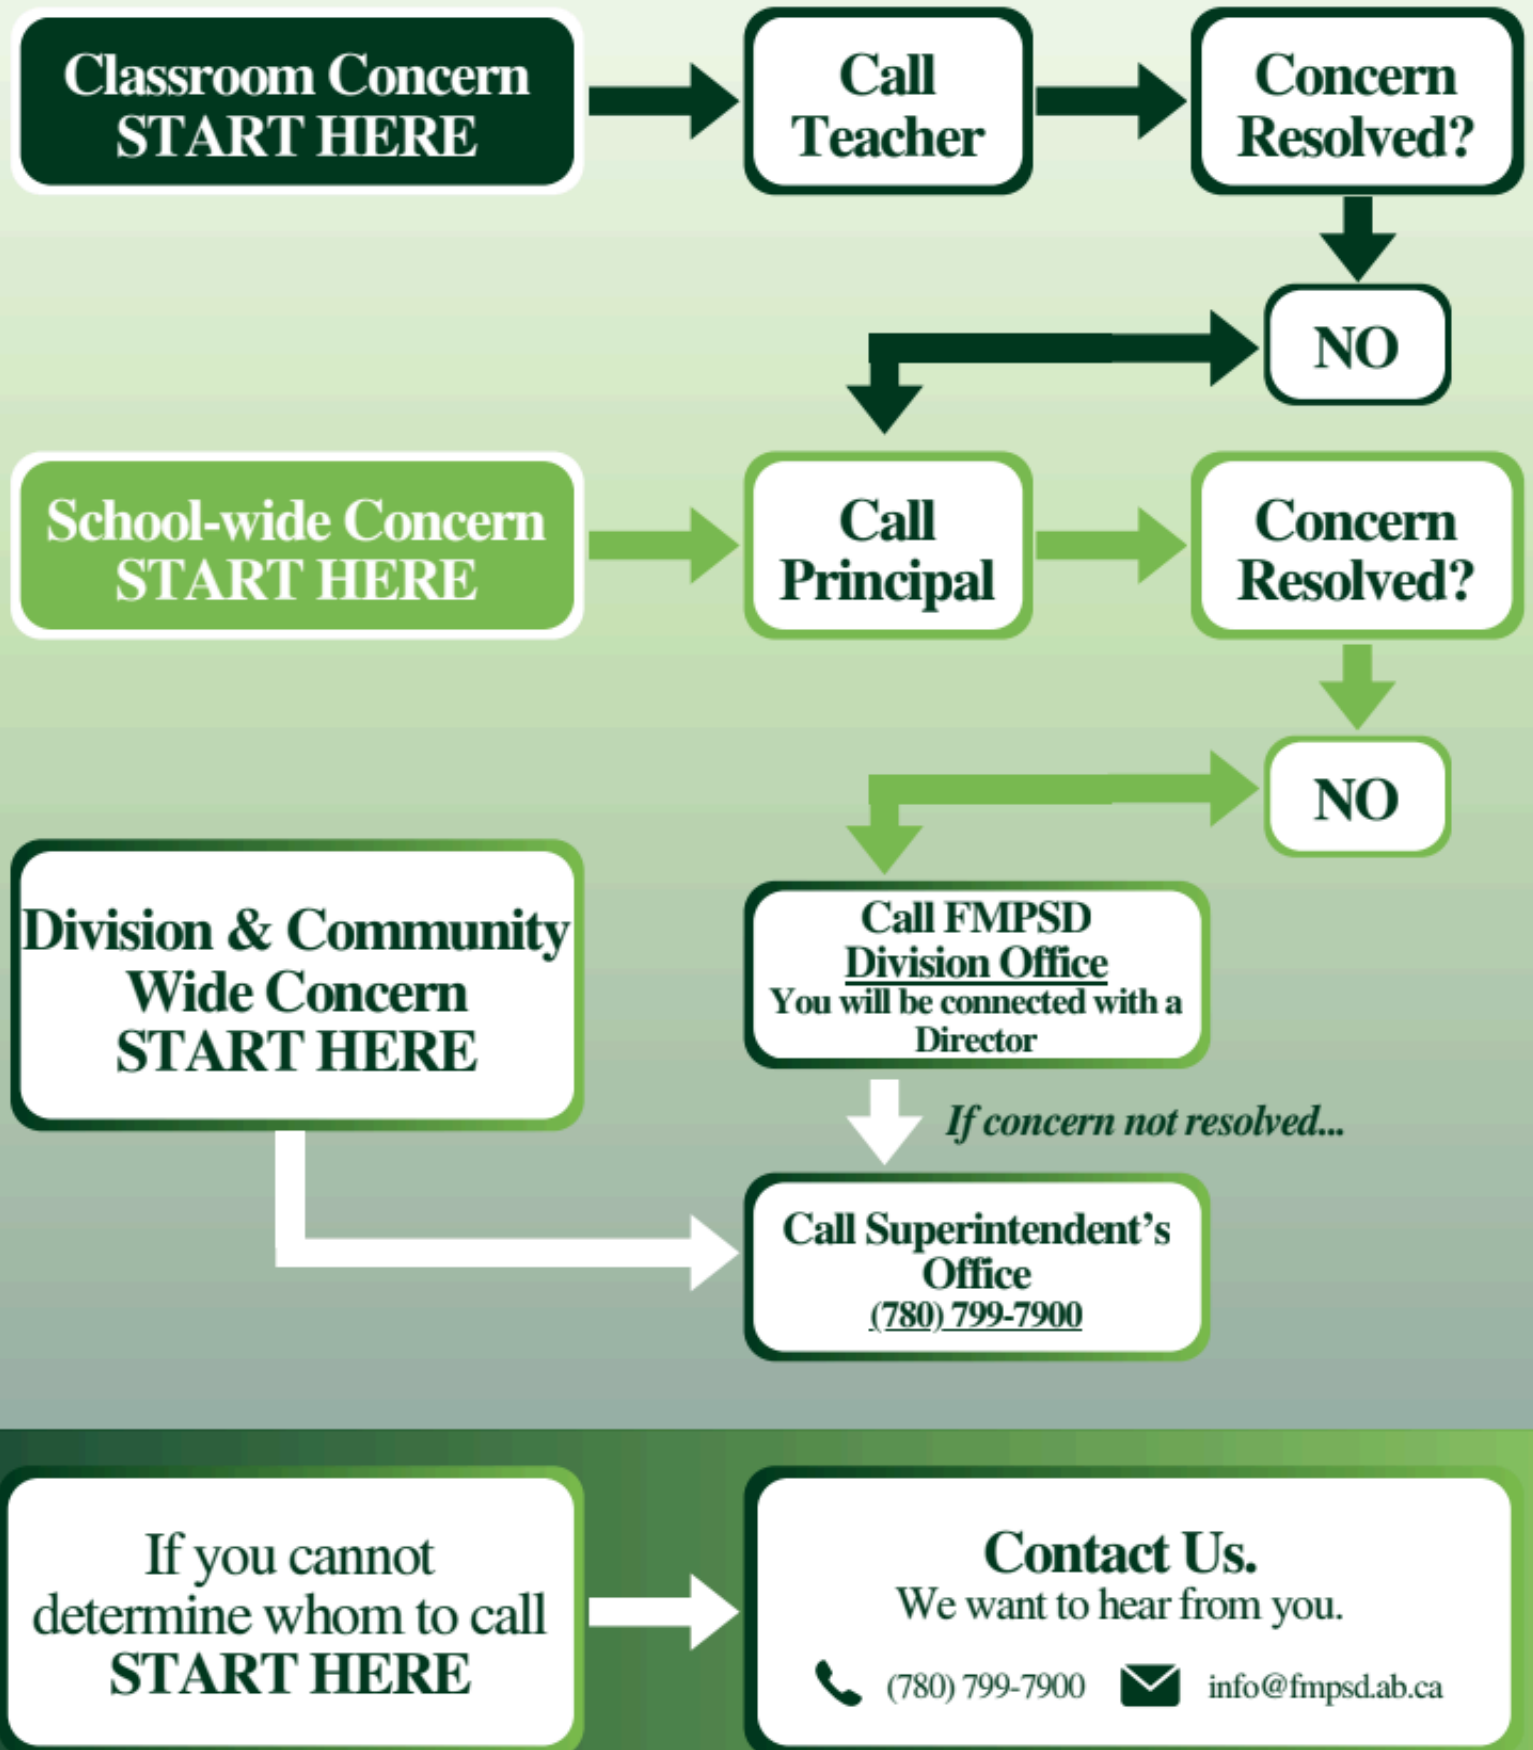 Classroom Concern
START HERE
Call
Teacher
Concern
Resolved?
NO
School-wide Concern
START HERE
Call
Principal
Concern
Resolved?
NO
Division & Community
Wide Concern
START HERE
Call FMPSD
Division Office
You will be connected with a
Director
If concern not resolved...
Call Superintendent’s
Office
(780) 799-7900
If you cannot
determine whom to call
START HERE
Contact Us.
We want to hear from you.
(780) 799-7900
info@fmpsd.ab.ca